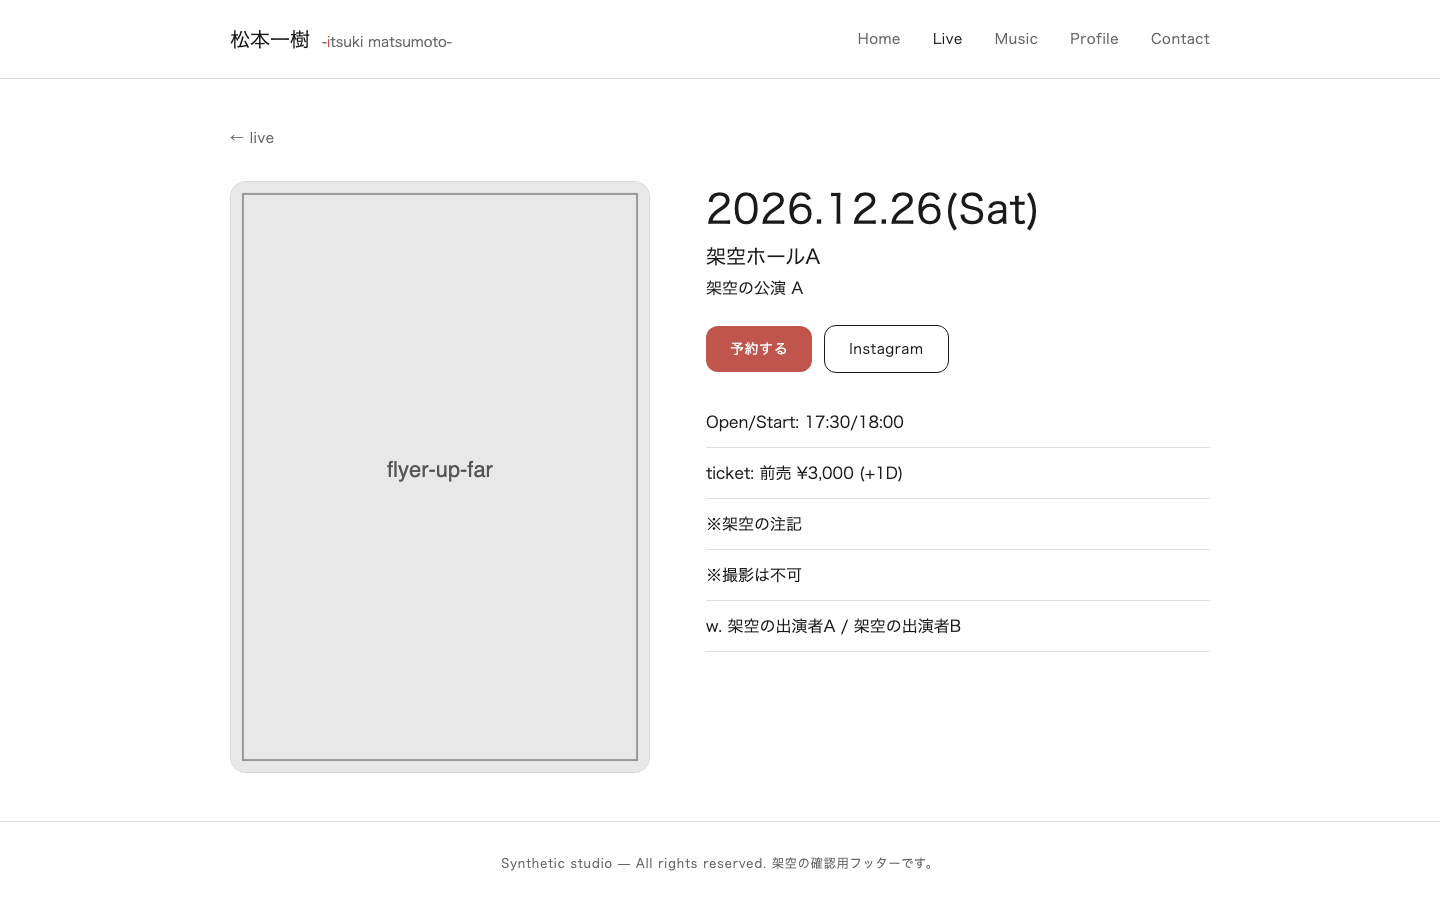 松本一樹 -itsuki matsumoto-
Home Live Music Profile Contact
← live
flyer-up-far
2026.12.26(Sat)
架空ホールA
架空の公演 A
予約する Instagram
Open/Start: 17:30/18:00
ticket: 前売 ¥3,000 (+1D)
※架空の注記
※撮影は不可
w. 架空の出演者A / 架空の出演者B
Synthetic studio — All rights reserved. 架空の確認用フッターです。